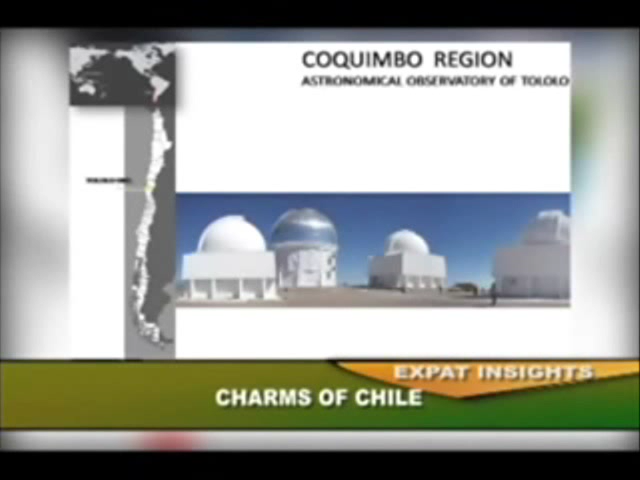 COQUIMBO REGION
ASTRONOMICAL OBSERVATORY OF TOLOLO
EXPAT INSIGHTS
CHARMS OF CHILE